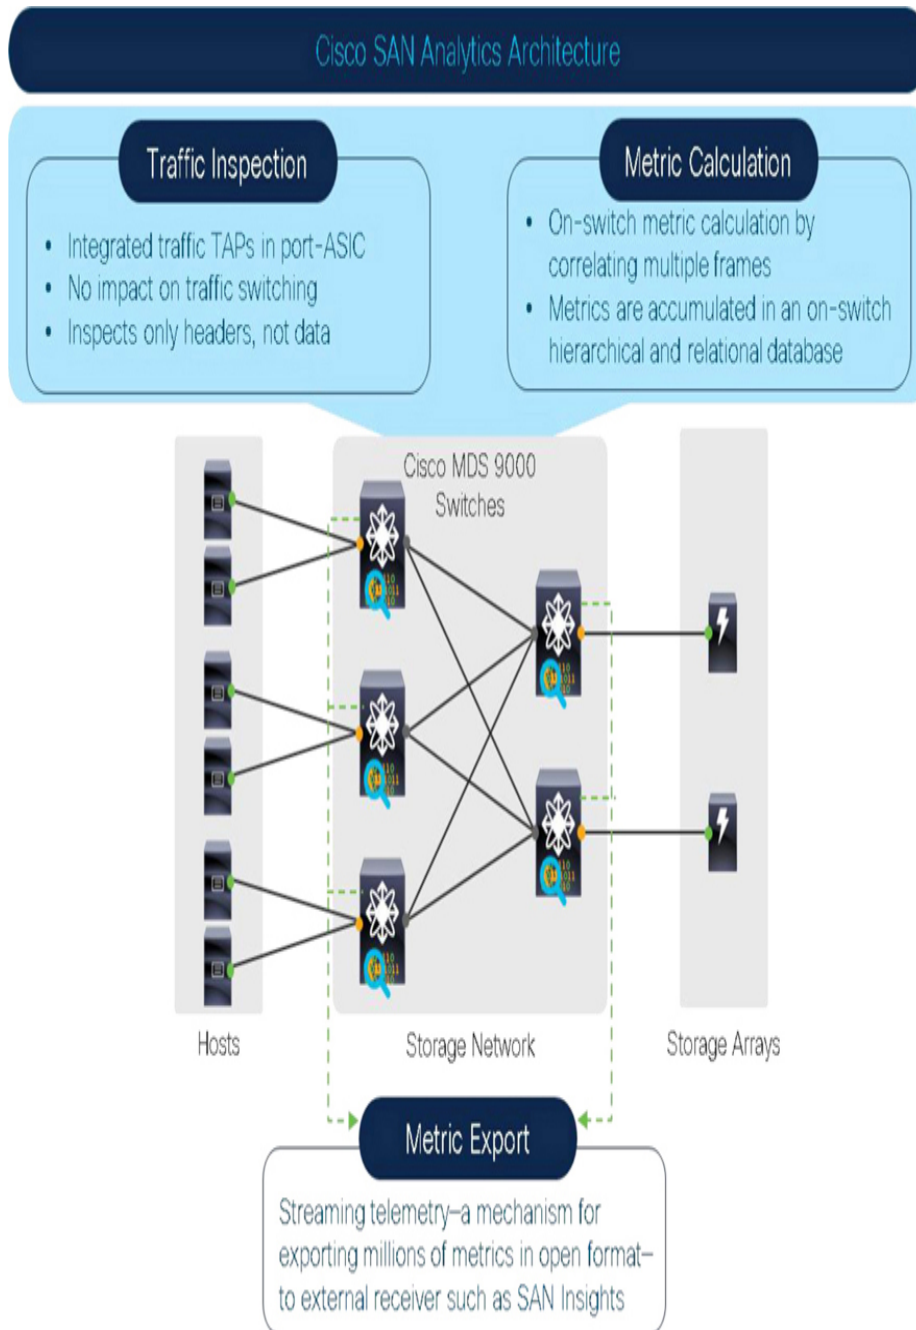 Cisco SAN Analytics Architecture
Traffic Inspection
• Integrated traffic TAPs in port-ASIC
• No impact on traffic switching
• Inspects only headers, not data
Metric Calculation
• On-switch metric calculation by
correlating multiple frames
• Metrics are accumulated in an on-switch
hierarchical and relational database
Cisco MDS 9000
Switches
Hosts
Storage Network
Storage Arrays
Metric Export
Streaming telemetry—a mechanism for
exporting millions of metrics in open format—
to external receiver such as SAN Insights